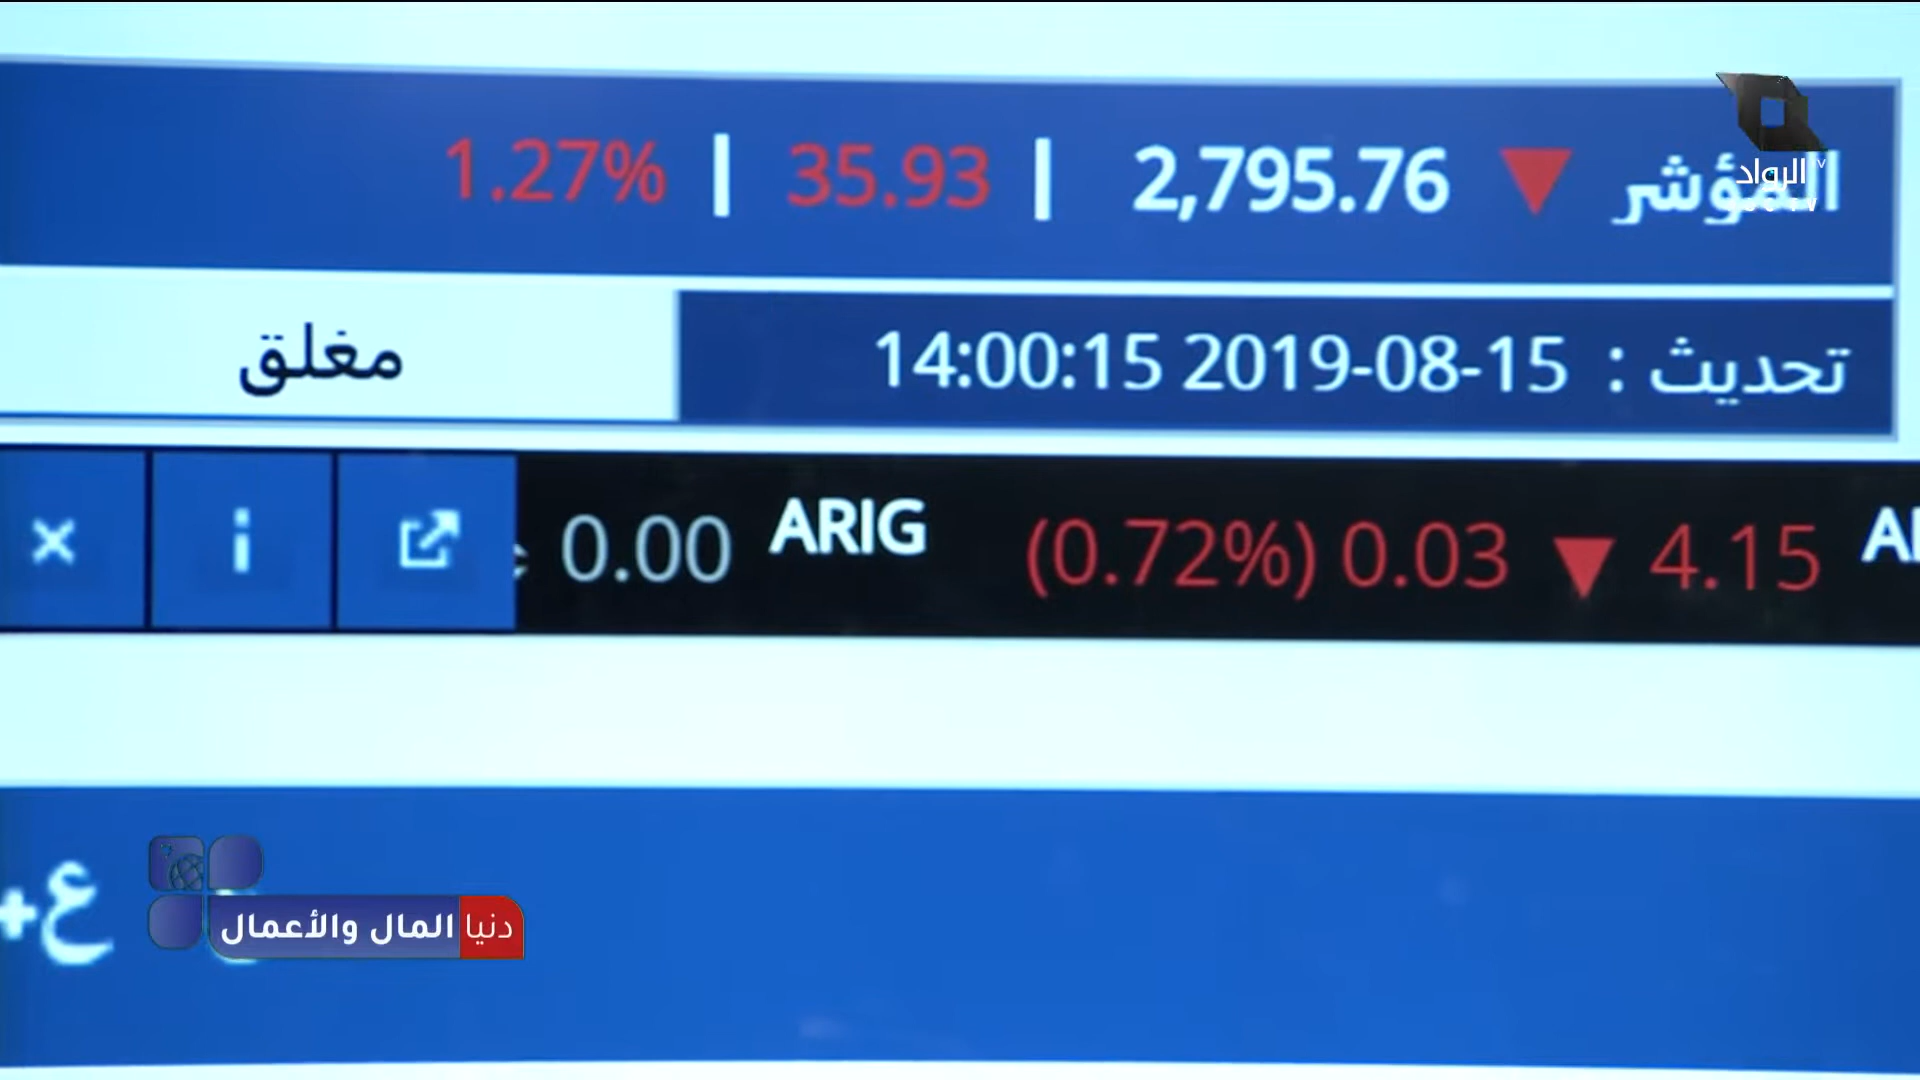 المؤشر ▼ 2,795.76 | 35.93 | 1.27%
الرواد
تحديث : 2019-08-15 14:00:15
مغلق
4.15 ▼ 0.03 (0.72%) ARIG 0.00
ع+
دنيا المال والأعمال